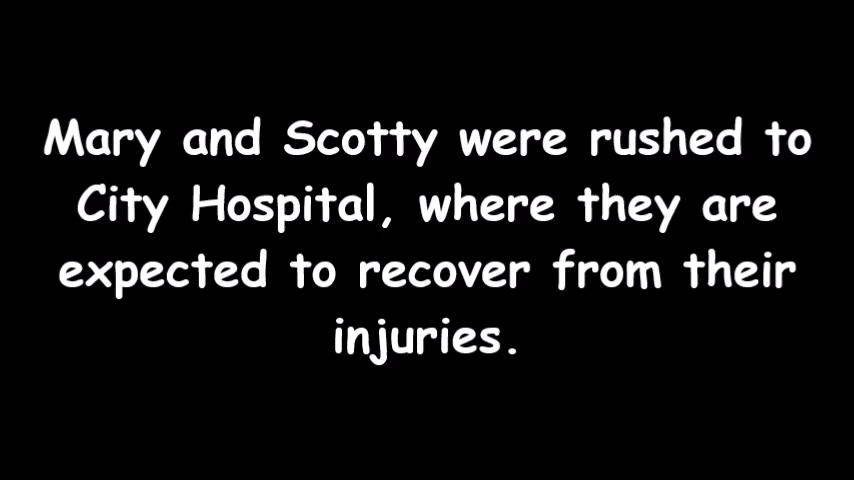 Mary and Scotty were rushed to
City Hospital, where they are
expected to recover from their
injuries.